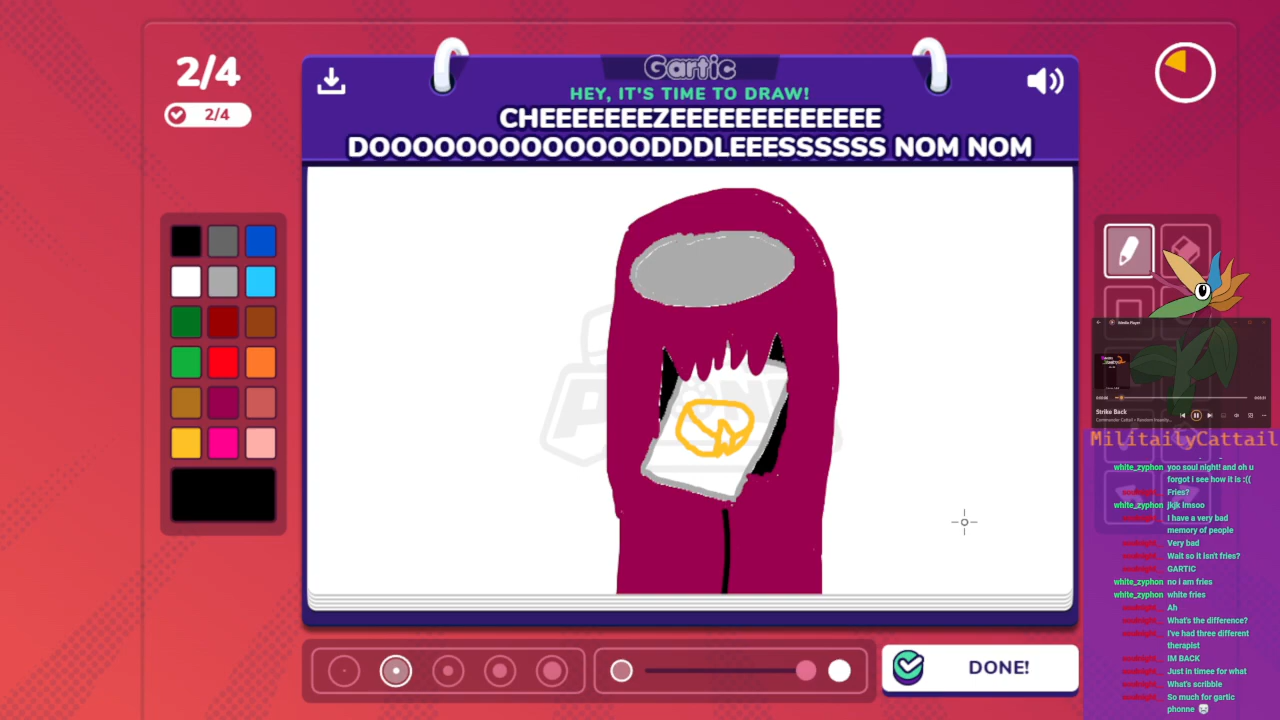 2/4
2/4
Gartic
HEY, IT'S TIME TO DRAW!
CHEEEEEEEZEEEEEEEEEEEEE
DOOOOOOOOOOOOOODDDLEEESSSSSS NOM NOM
Strike Back
MilitailyCattail
white_zyphon yoo soul night! and oh u
forgot i see how it is :((
Fries?
white_zyphon jkjk lmsoo
I have a very bad
memory of people
Very bad
Wait so it isn't fries?
GARTIC
white_zyphon no i am fries
white_zyphon white fries
Ah
What's the difference?
I've had three different
therapist
IM BACK
Just in timee for what
What's scribble
So much for gartic
phonne
DONE!